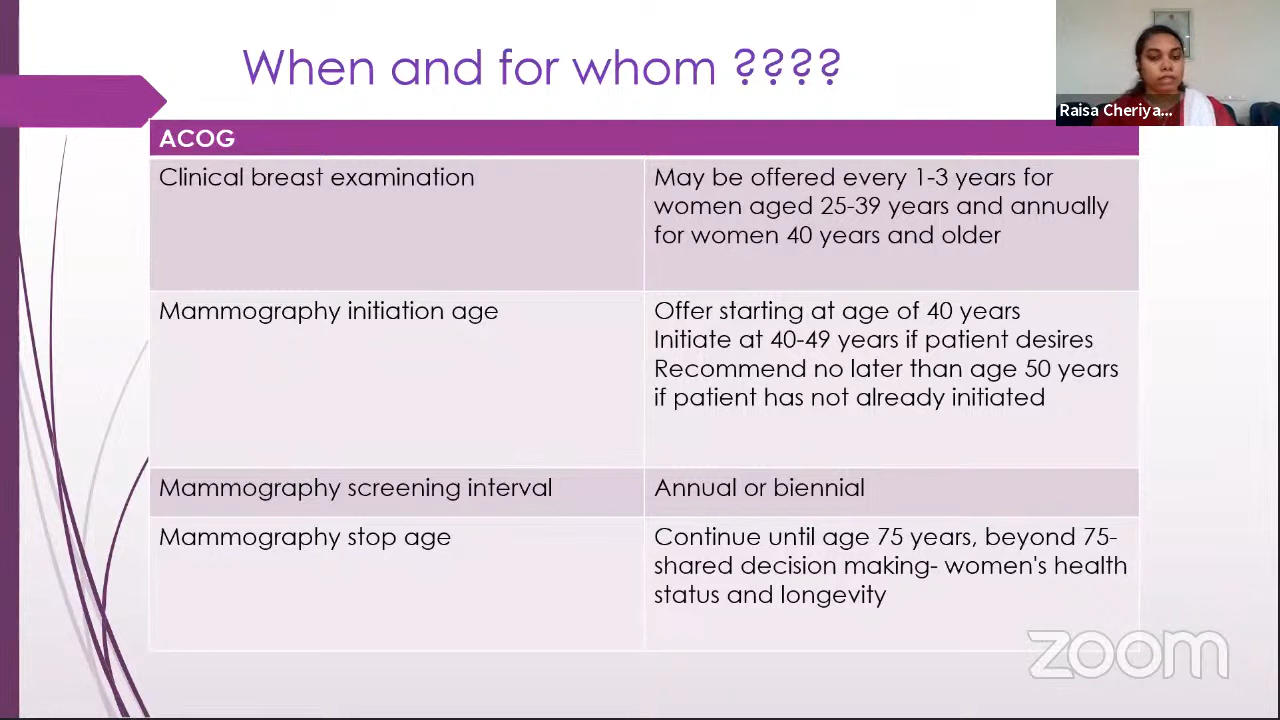 When and for whom ????
Raisa Cheriya...
ACOG
Clinical breast examination
May be offered every 1-3 years for
women aged 25-39 years and annually
for women 40 years and older
Mammography initiation age
Offer starting at age of 40 years
Initiate at 40-49 years if patient desires
Recommend no later than age 50 years
if patient has not already initiated
Mammography screening interval
Annual or biennial
Mammography stop age
Continue until age 75 years, beyond 75-
shared decision making- women's health
status and longevity
zoom